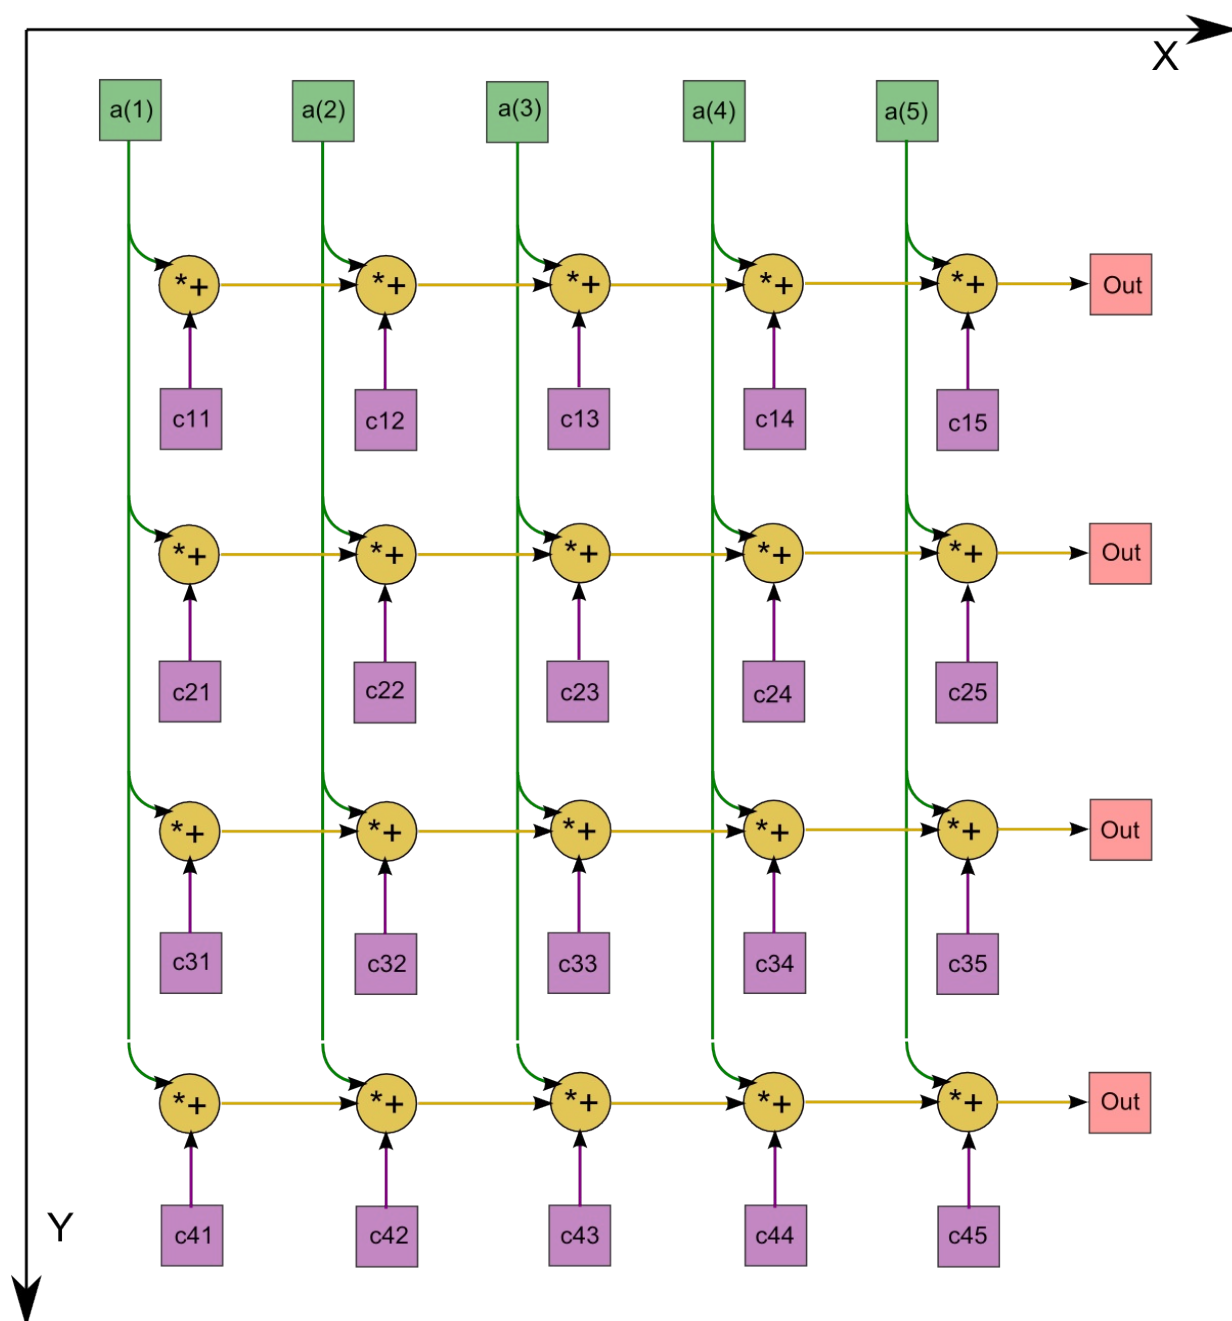 X
a(1) a(2) a(3) a(4) a(5)
*+ *+ *+ *+ *+ Out
c11 c12 c13 c14 c15
*+ *+ *+ *+ *+ Out
c21 c22 c23 c24 c25
*+ *+ *+ *+ *+ Out
c31 c32 c33 c34 c35
*+ *+ *+ *+ *+ Out
Y
c41 c42 c43 c44 c45